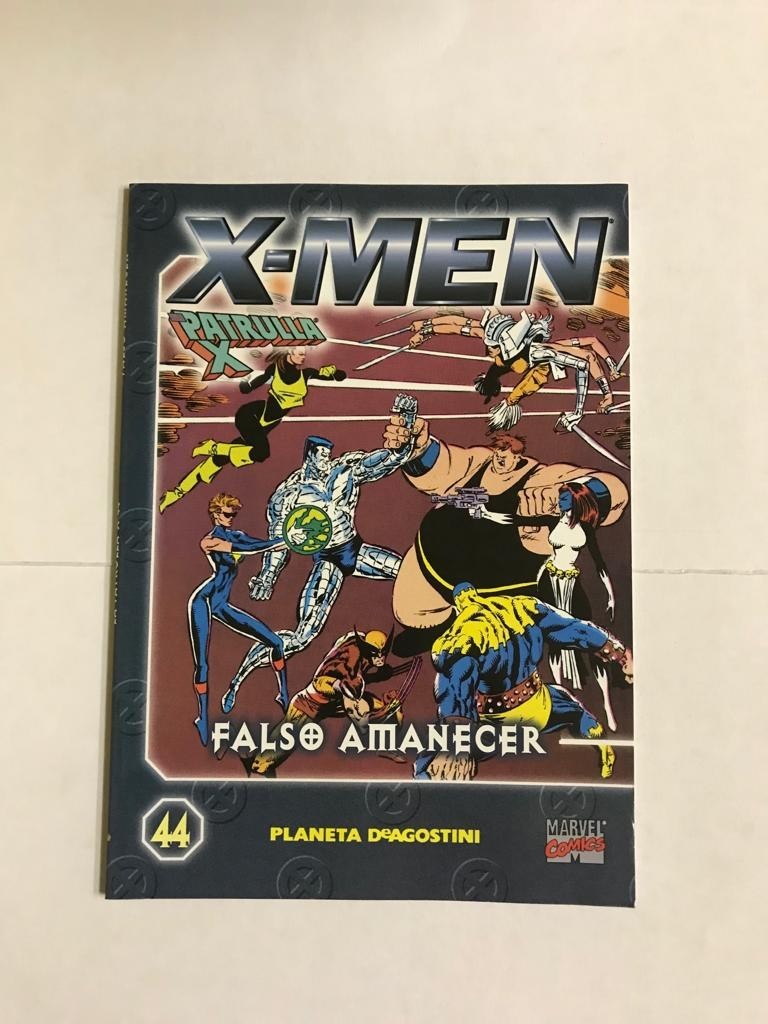 X-MEN
PATRULLA
X
FALSO AMANECER
44
PLANETA DeAGOSTINI
MARVEL
COMICS
M